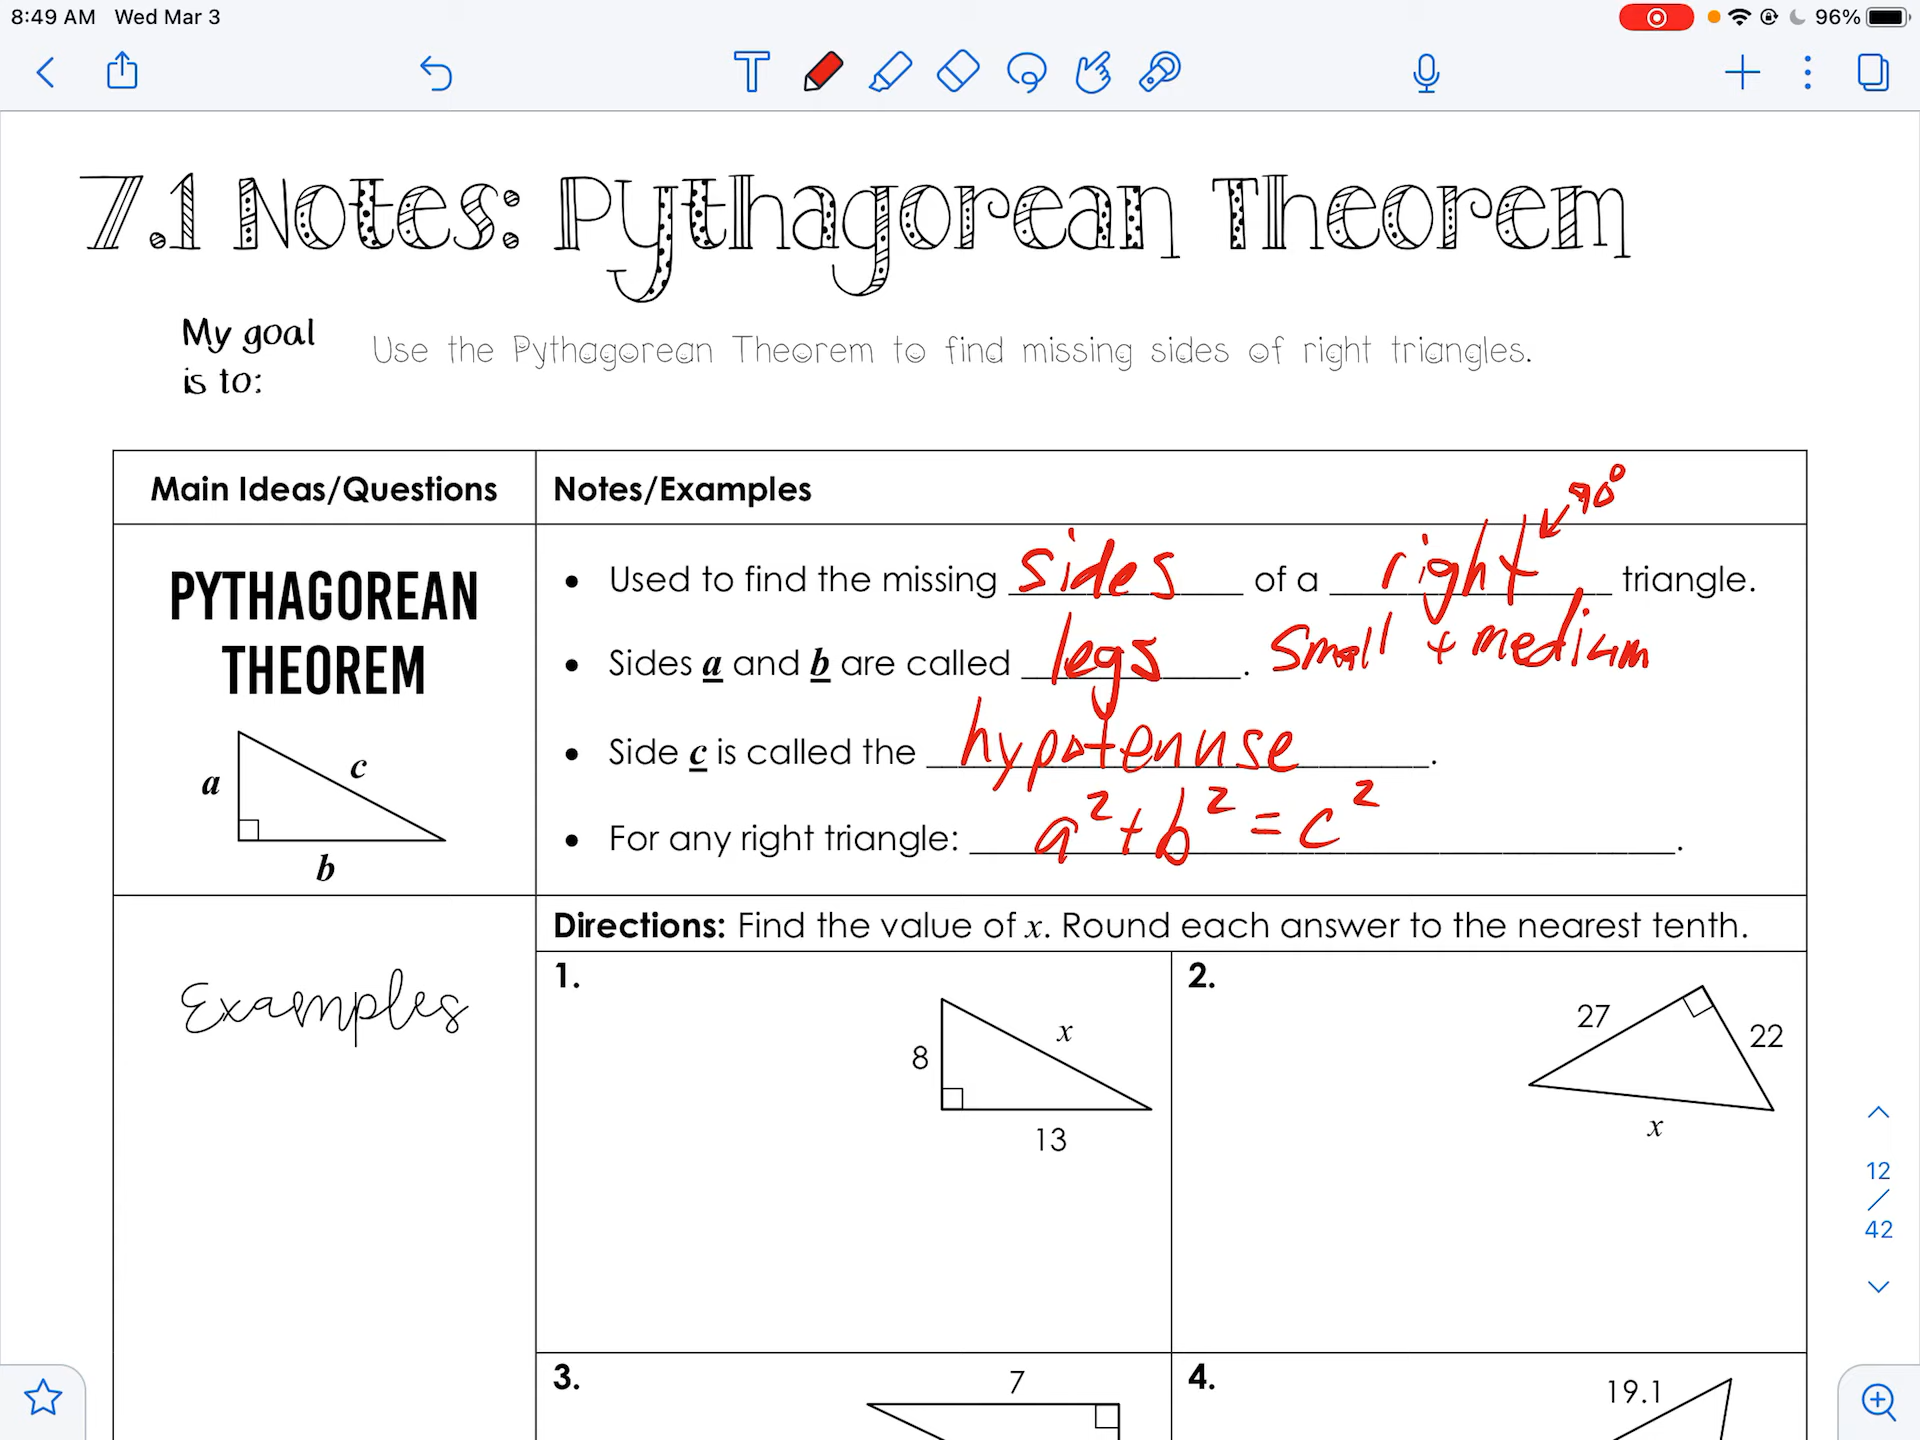 8:49 AM Wed Mar 3
96%
7.1 Notes: Pythagorean Theorem
My goal
is to:
Use the Pythagorean Theorem to find missing sides of right triangles.
Main Ideas/Questions
Notes/Examples
90°
PYTHAGOREAN
THEOREM
a
c
b
• Used to find the missing sides of a right triangle.
• Sides a and b are called legs. Small + medium
• Side c is called the hypotenuse.
• For any right triangle: a² + b² = c².
Examples
Directions: Find the value of x. Round each answer to the nearest tenth.
1.
8
x
13
2.
27
22
x
3.
7
4.
19.1
12
/
42